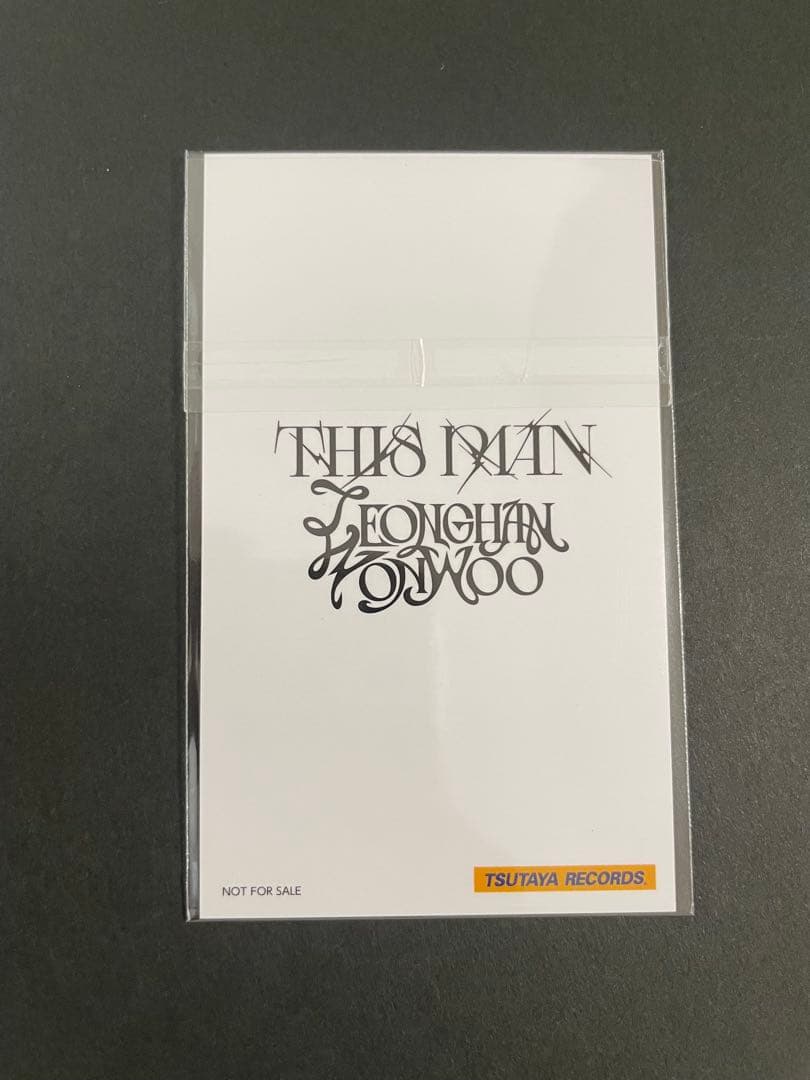 THIS MAN
JEONGHAN
WONWOO
NOT FOR SALE
TSUTAYA RECORDS.